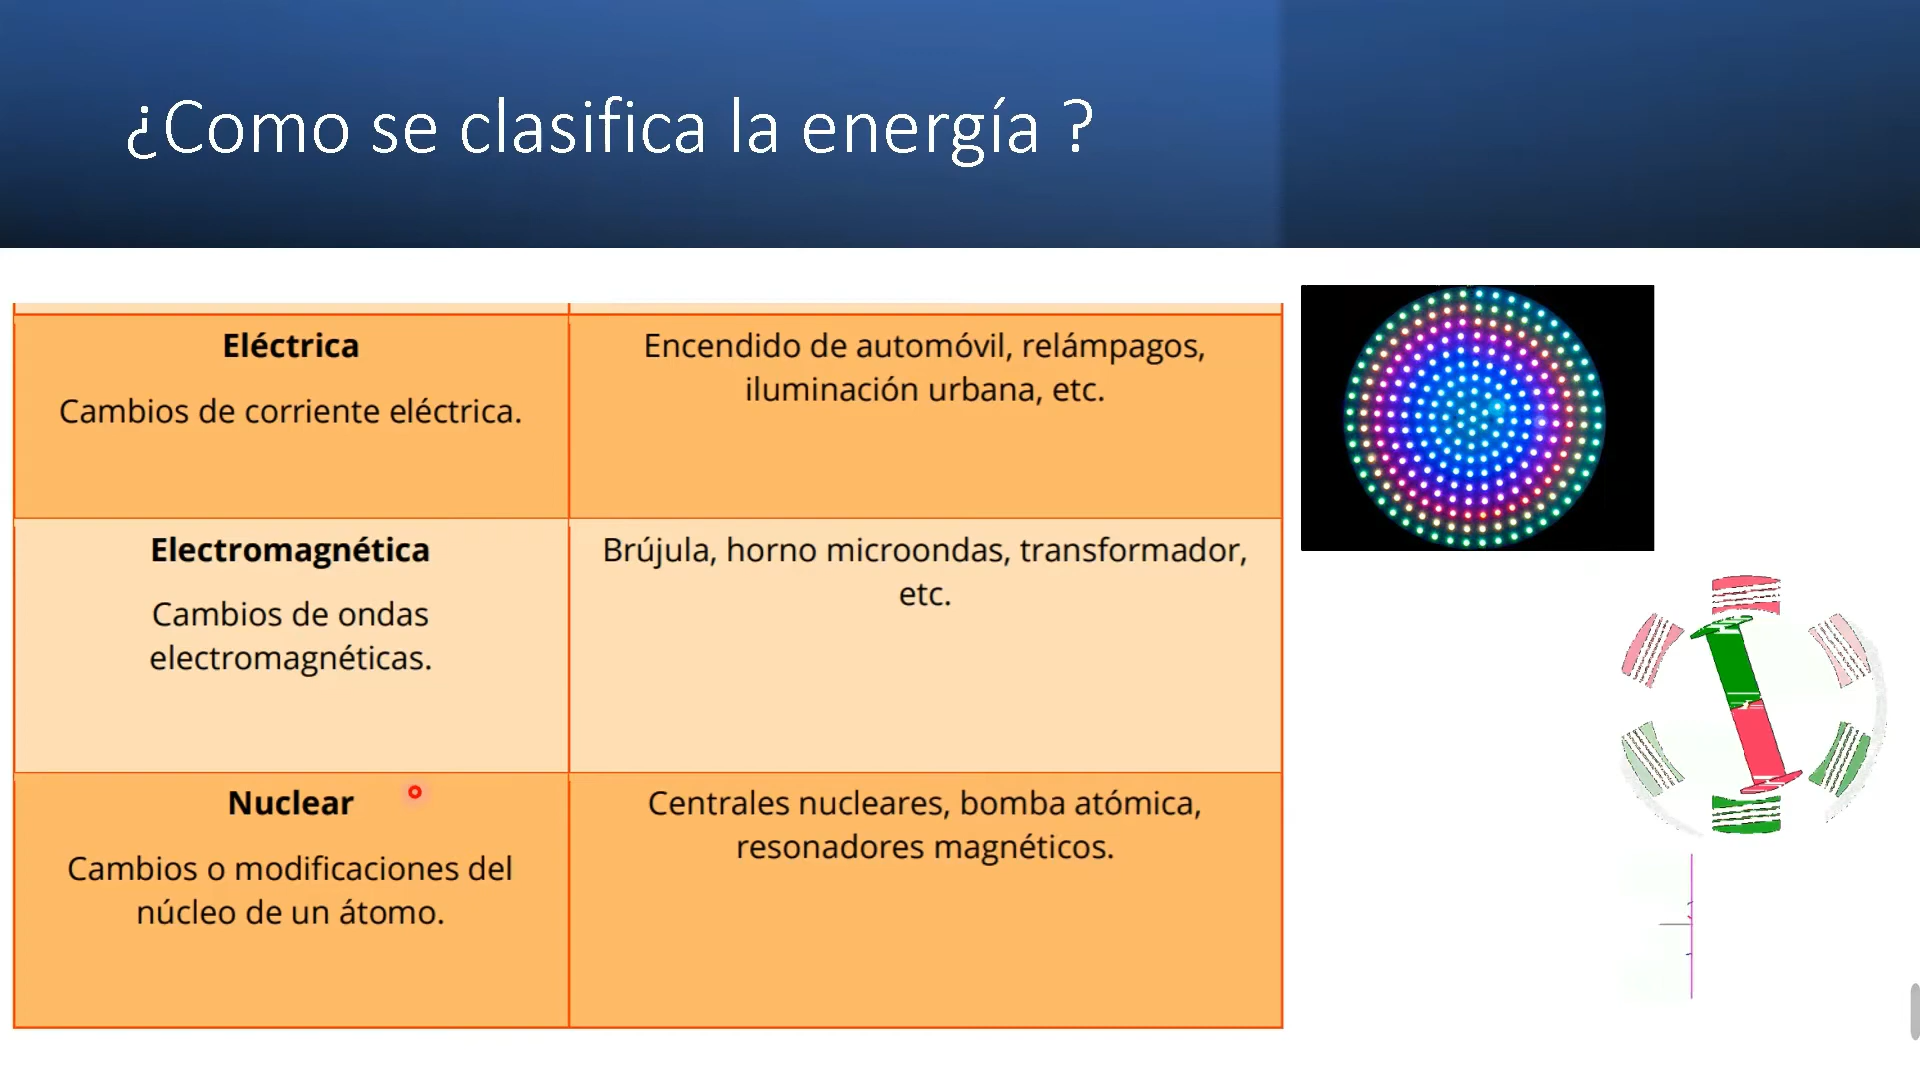 ¿Como se clasifica la energía ?
Eléctrica
Cambios de corriente eléctrica.
Encendido de automóvil, relámpagos,
iluminación urbana, etc.
Electromagnética
Cambios de ondas
electromagnéticas.
Brújula, horno microondas, transformador,
etc.
Nuclear
Cambios o modificaciones del
núcleo de un átomo.
Centrales nucleares, bomba atómica,
resonadores magnéticos.